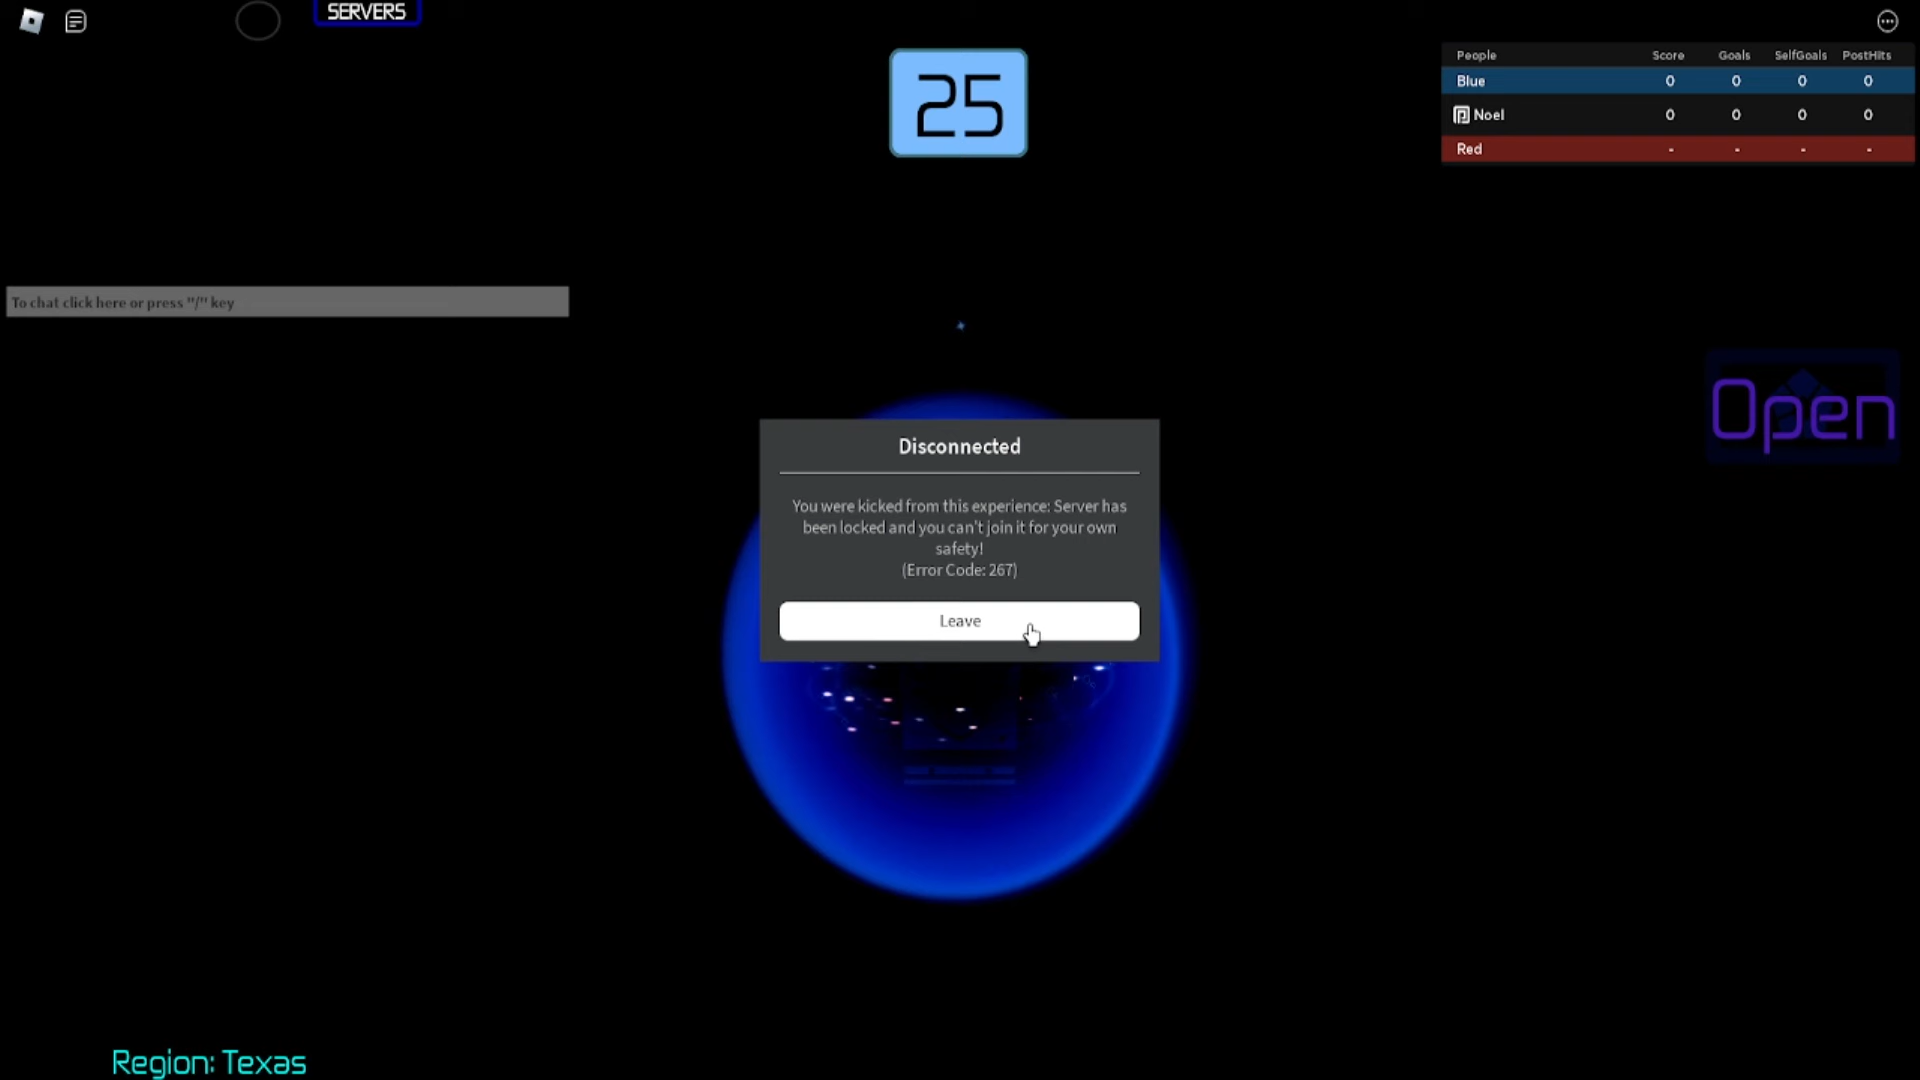 SERVERS
25
People Score Goals SelfGoals PostHits
Blue 0 0 0 0
Noel 0 0 0 0
Red - - - -
To chat click here or press "/" key
Open
Disconnected
You were kicked from this experience: Server has
been locked and you can't join it for your own
safety!
(Error Code: 267)
Leave
Region: Texas